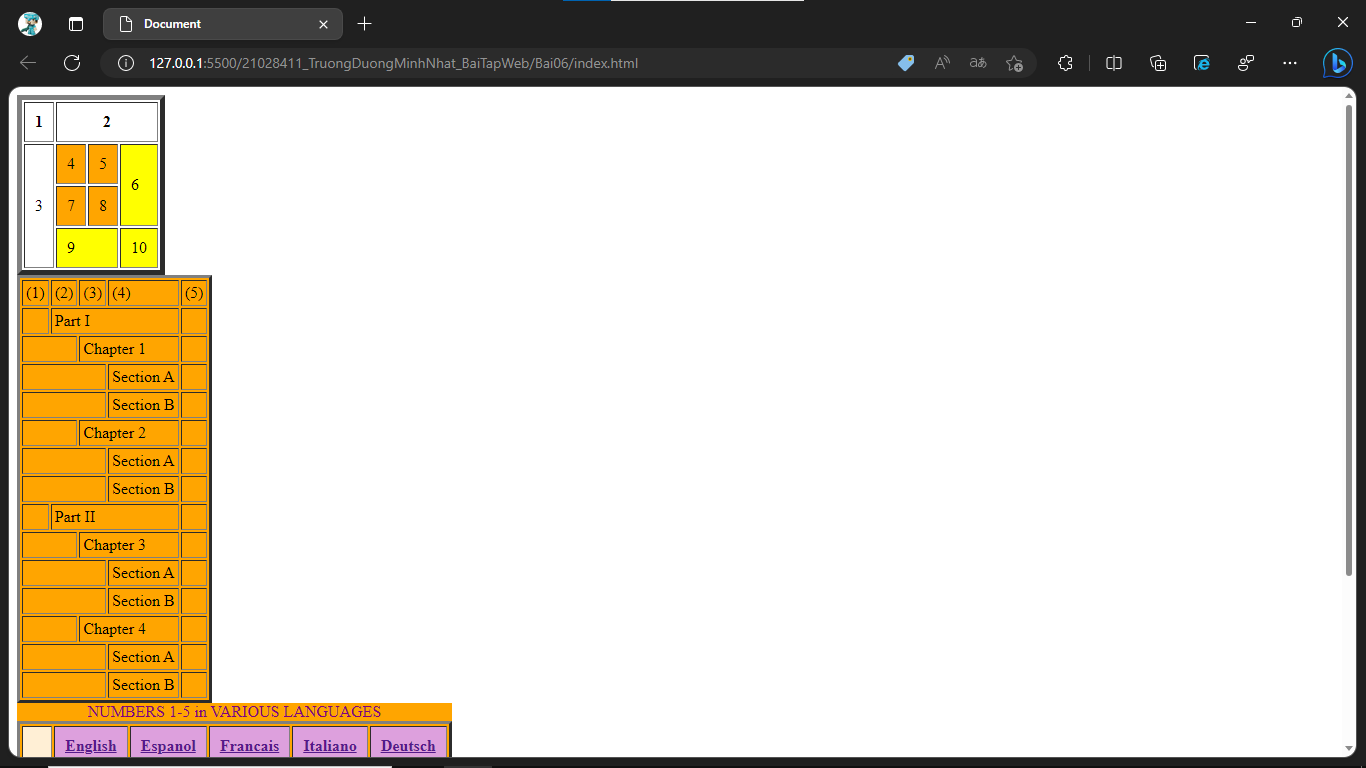 Document
127.0.0.1:5500/21028411_TruongDuongMinhNhat_BaiTapWeb/Bai06/index.html
1 2
4 5
6
3 7 8
9 10
(1) (2) (3) (4) (5)
Part I
Chapter 1
Section A
Section B
Chapter 2
Section A
Section B
Part II
Chapter 3
Section A
Section B
Chapter 4
Section A
Section B
NUMBERS 1-5 in VARIOUS LANGUAGES
English Espanol Francais Italiano Deutsch